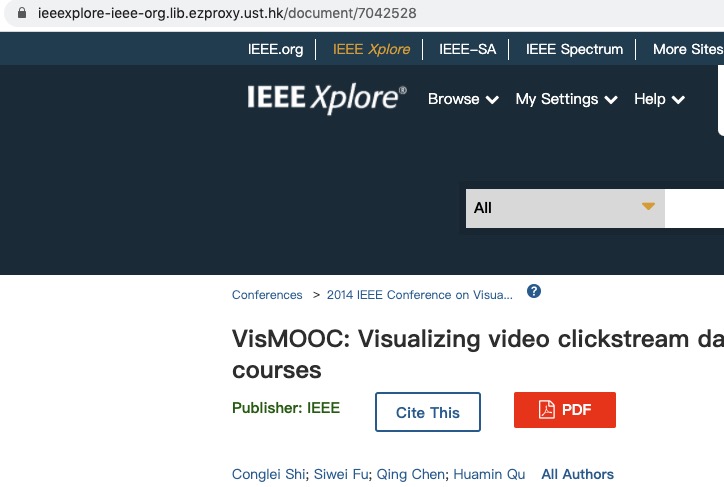 ieeexplore-ieee-org.lib.ezproxy.ust.hk/document/7042528
IEEE.org IEEE Xplore IEEE-SA IEEE Spectrum More Sites
IEEE Xplore® Browse My Settings Help
All
Conferences > 2014 IEEE Conference on Visua... ?
VisMOOC: Visualizing video clickstream da
courses
Publisher: IEEE Cite This PDF
Conglei Shi; Siwei Fu; Qing Chen; Huamin Qu All Authors